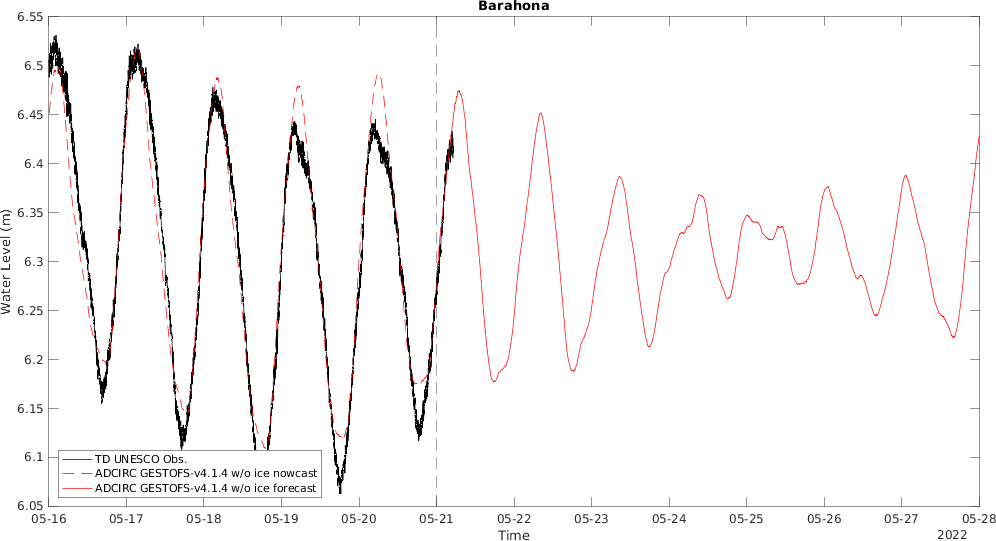 Barahona
6.55
6.5
6.45
6.4
6.35
6.3
6.25
6.2
6.15
6.1
6.05
Water Level (m)
TD UNESCO Obs.
ADCIRC GESTOFS-v4.1.4 w/o ice nowcast
ADCIRC GESTOFS-v4.1.4 w/o ice forecast
05-16 05-17 05-18 05-19 05-20 05-21 05-22 05-23 05-24 05-25 05-26 05-27 05-28
Time
2022